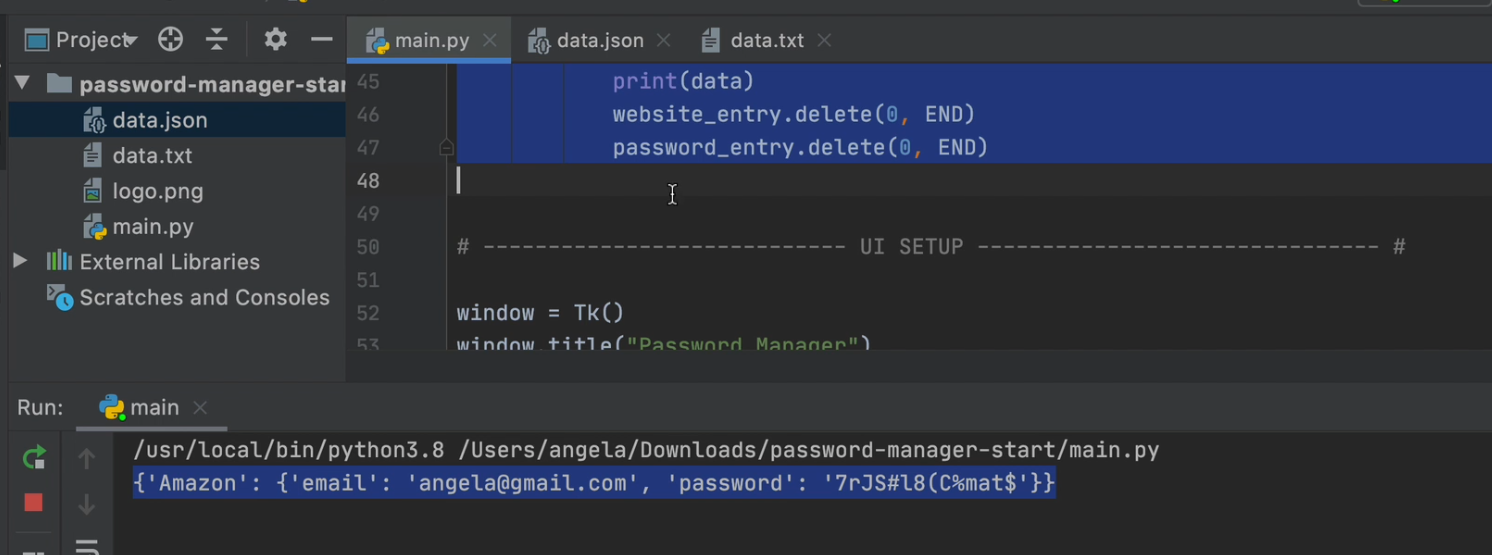 Project
main.py
data.json
data.txt
password-manager-star
data.json
data.txt
logo.png
main.py
External Libraries
Scratches and Consoles
45 print(data)
46 website_entry.delete(0, END)
47 password_entry.delete(0, END)
48
49
50 # ---------------------------- UI SETUP ------------------------------- #
51
52 window = Tk()
53 window.title("Password Manager")
Run: main
/usr/local/bin/python3.8 /Users/angela/Downloads/password-manager-start/main.py
{'Amazon': {'email': 'angela@gmail.com', 'password': '7rJS#l8(C%mat$'}}